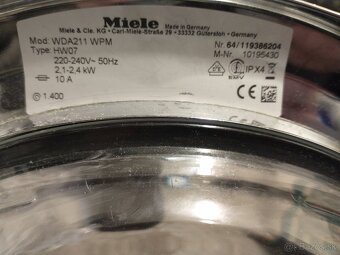 Miele
Made in Germany
Miele & Cie. KG • Carl-Miele-Straße 29 • 33332 Gütersloh • Germany
Mod: WDA211 WPM
Type: HW07
220-240V~ 50Hz
2,1-2,4 kW
10 A
1.400
Nr. 64/119386204
M-Nr. 10195430
IPX4